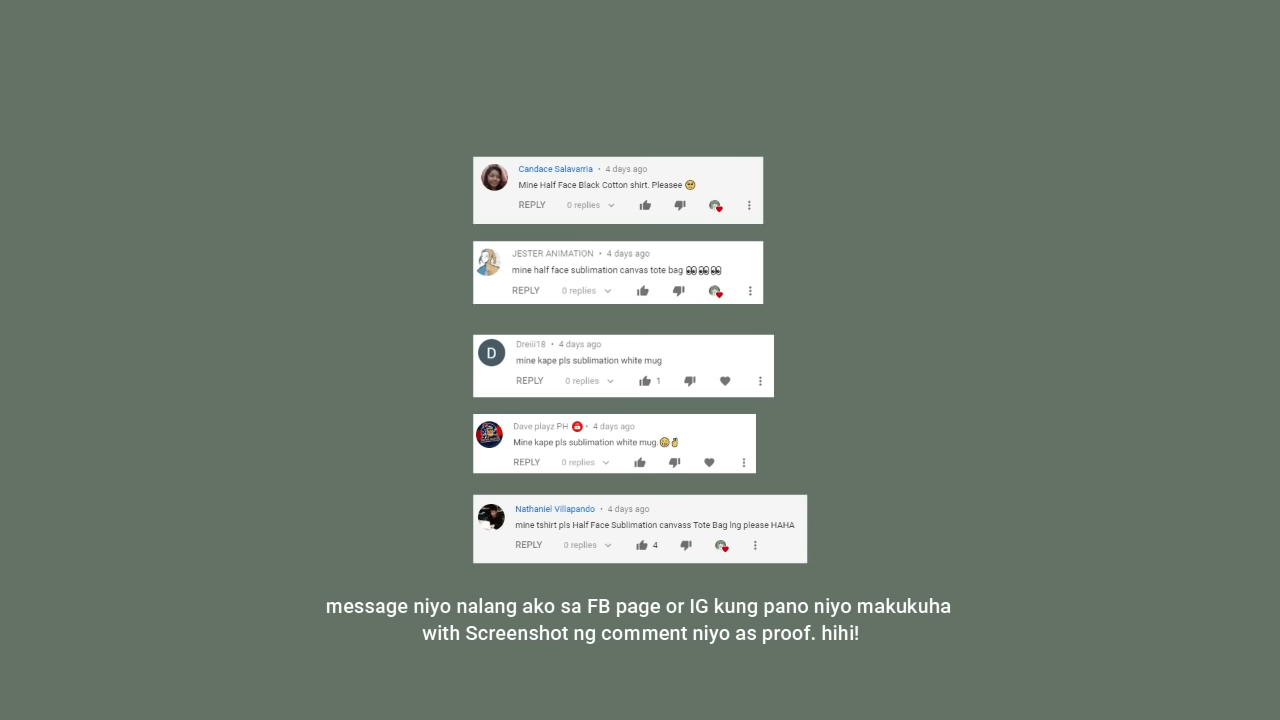 Candace Salavarria • 4 days ago
Mine Half Face Black Cotton shirt. Pleasee 🥺
REPLY 0 replies
JESTER ANIMATION • 4 days ago
mine half face sublimation canvas tote bag 👀👀👀
REPLY 0 replies
D
Dreiii18 • 4 days ago
mine kape pls sublimation white mug
REPLY 0 replies 1
Dave playz PH • 4 days ago
Mine kape pls sublimation white mug.😁✌
REPLY 0 replies
Nathaniel Villapando • 4 days ago
mine tshirt pls Half Face Sublimation canvass Tote Bag lng please HAHA
REPLY 0 replies 4
message niyo nalang ako sa FB page or IG kung pano niyo makukuha
with Screenshot ng comment niyo as proof. hihi!